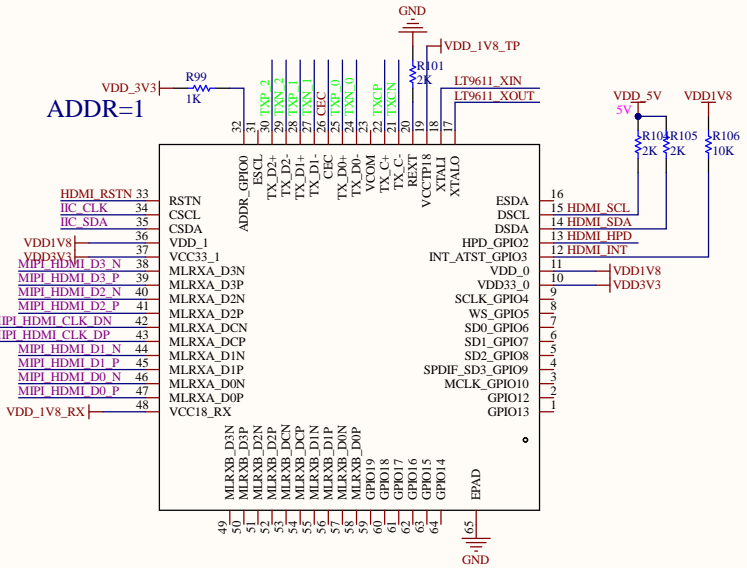 GND
VDD_1V8_TP
R101
2K
R99
VDD_3V3
1K
ADDR=1
TXP_2
TXN_2
TXP_1
TXN_1
CEC
TXP_0
TXN_0
TXCP
TXCN
LT9611_XIN
LT9611_XOUT
VDD_5V
5V
VDD1V8
R104
2K
R105
2K
R106
10K
32
31
30
29
28
27
26
25
24
23
22
21
20
19
18
17
ADDR_GPIO0
ESCL
TX_D2+
TX_D2-
TX_D1+
TX_D1-
CEC
TX_D0+
TX_D0-
VCOM
TX_C+
TX_C-
REXT
VCCTP18
XTALI
XTALO
HDMI_RSTN 33 RSTN
IIC_CLK 34 CSCL
IIC_SDA 35 CSDA
VDD1V8 36 VDD_1
VDD3V3 37 VCC33_1
MIPI_HDMI_D3_N 38 MLRXA_D3N
MIPI_HDMI_D3_P 39 MLRXA_D3P
MIPI_HDMI_D2_N 40 MLRXA_D2N
MIPI_HDMI_D2_P 41 MLRXA_D2P
MIPI_HDMI_CLK_DN 42 MLRXA_DCN
MIPI_HDMI_CLK_DP 43 MLRXA_DCP
MIPI_HDMI_D1_N 44 MLRXA_D1N
MIPI_HDMI_D1_P 45 MLRXA_D1P
MIPI_HDMI_D0_N 46 MLRXA_D0N
MIPI_HDMI_D0_P 47 MLRXA_D0P
VDD_1V8_RX 48 VCC18_RX
ESDA 16
DSCL 15 HDMI_SCL
DSDA 14 HDMI_SDA
HPD_GPIO2 13 HDMI_HPD
INT_ATST_GPIO3 12 HDMI_INT
VDD_0 11 VDD1V8
VDD33_0 10 VDD3V3
SCLK_GPIO4 9
WS_GPIO5 8
SD0_GPIO6 7
SD1_GPIO7 6
SD2_GPIO8 5
SPDIF_SD3_GPIO9 4
MCLK_GPIO10 3
GPIO12 2
GPIO13 1
MLRXB_D3N
MLRXB_D3P
MLRXB_D2N
MLRXB_D2P
MLRXB_DCN
MLRXB_DCP
MLRXB_D1N
MLRXB_D1P
MLRXB_D0N
MLRXB_D0P
GPIO19
GPIO18
GPIO17
GPIO16
GPIO15
GPIO14
EPAD
49
50
51
52
53
54
55
56
57
58
59
60
61
62
63
64
65
GND